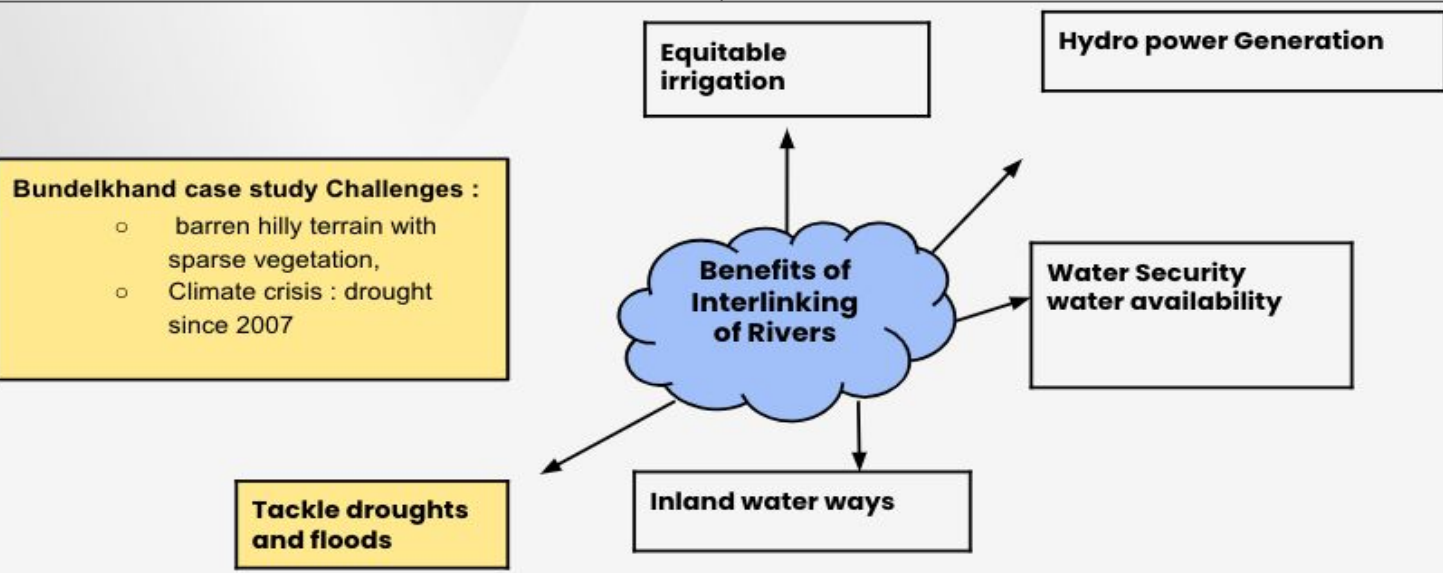 Equitable
irrigation
Hydro power Generation
Bundelkhand case study Challenges :
○ barren hilly terrain with
sparse vegetation,
○ Climate crisis : drought
since 2007
Benefits of
Interlinking
of Rivers
Water Security
water availability
Tackle droughts
and floods
Inland water ways